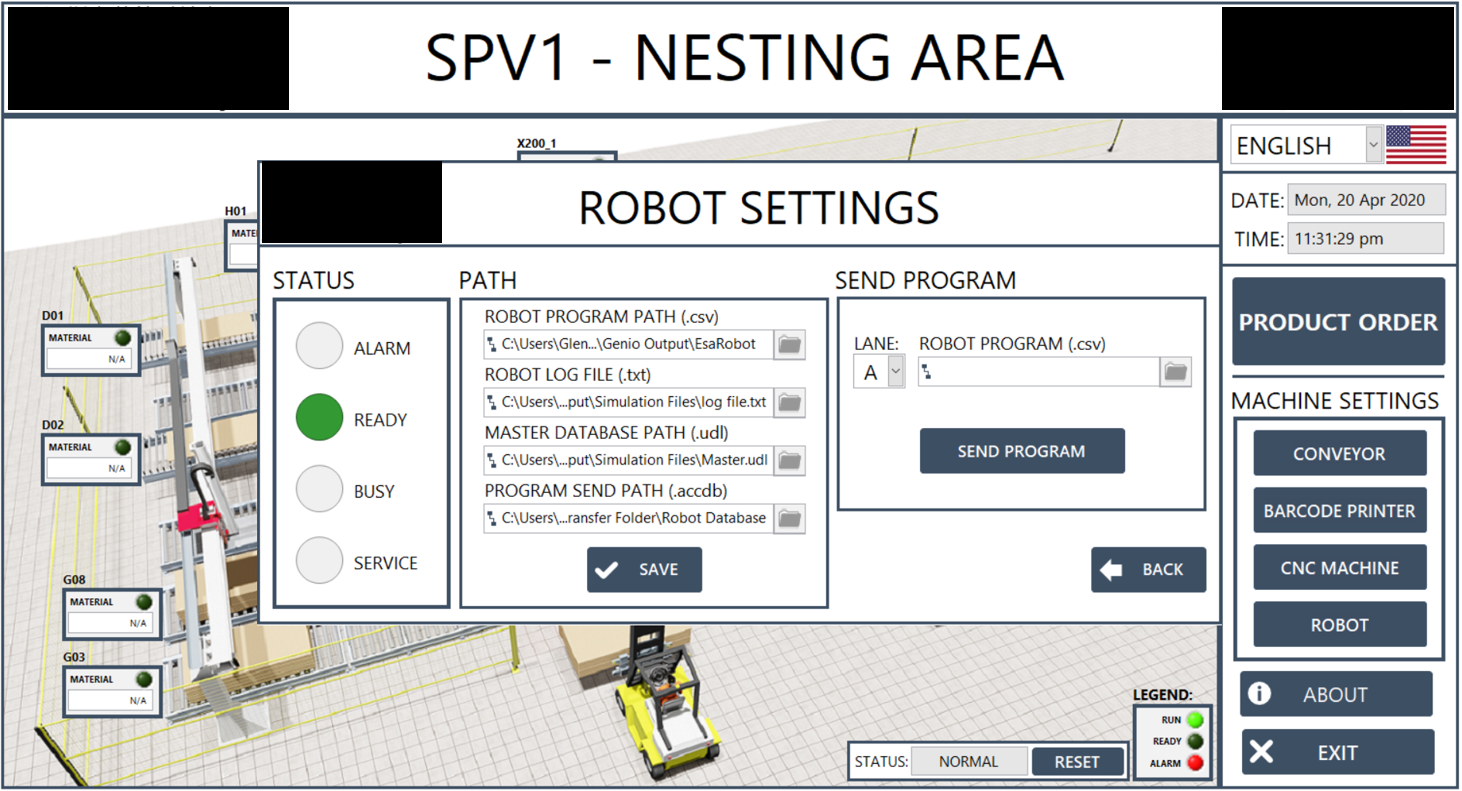 SPV1 - NESTING AREA
X200_1
ENGLISH
DATE: Mon, 20 Apr 2020
TIME: 11:31:29 pm
PRODUCT ORDER
MACHINE SETTINGS
CONVEYOR
BARCODE PRINTER
CNC MACHINE
ROBOT
ABOUT
EXIT
ROBOT SETTINGS
STATUS
ALARM
READY
BUSY
SERVICE
PATH
ROBOT PROGRAM PATH (.csv)
C:\Users\Glen...\Genio Output\EsaRobot
ROBOT LOG FILE (.txt)
C:\Users\...put\Simulation Files\log file.txt
MASTER DATABASE PATH (.udl)
C:\Users\...put\Simulation Files\Master.udl
PROGRAM SEND PATH (.accdb)
C:\Users\...ransfer Folder\Robot Database
SAVE
SEND PROGRAM
LANE: ROBOT PROGRAM (.csv)
A
SEND PROGRAM
BACK
H01
MATE
D01
MATERIAL
N/A
D02
MATERIAL
N/A
G08
MATERIAL
N/A
G03
MATERIAL
N/A
STATUS: NORMAL RESET
LEGEND:
RUN
READY
ALARM